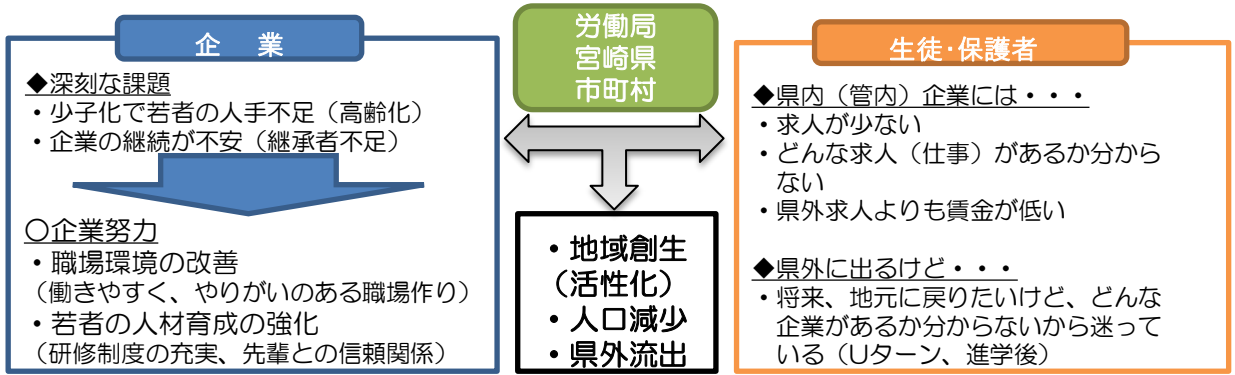 企 業
◆深刻な課題
・少子化で若者の人手不足（高齢化）
・企業の継続が不安（継承者不足）
〇企業努力
・職場環境の改善
（働きやすく、やりがいのある職場作り）
・若者の人材育成の強化
（研修制度の充実、先輩との信頼関係）
労働局
宮崎県
市町村
・地域創生
（活性化）
・人口減少
・県外流出
生徒・保護者
◆県内（管内）企業には・・・
・求人が少ない
・どんな求人（仕事）があるか分から
ない
・県外求人よりも賃金が低い
◆県外に出るけど・・・
・将来、地元に戻りたいけど、どんな
企業があるか分からないから迷って
いる（Uターン、進学後）